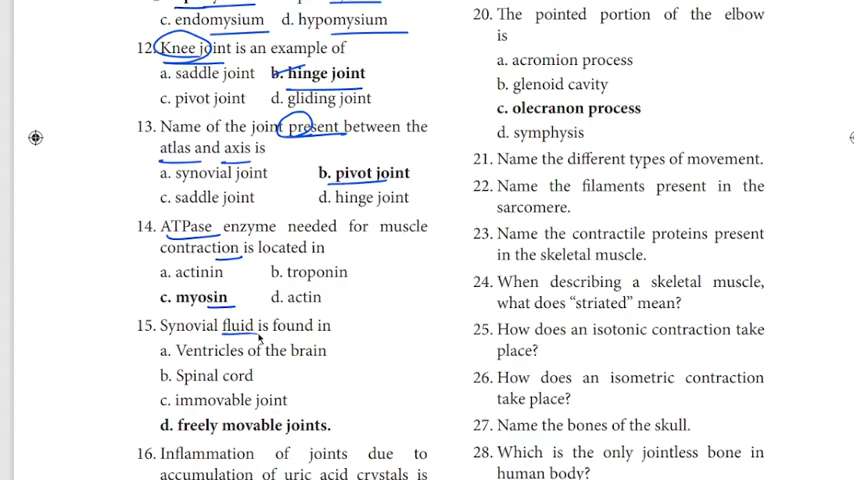 c. endomysium d. hypomysium
12. Knee joint is an example of
a. saddle joint b. hinge joint
c. pivot joint d. gliding joint
13. Name of the joint present between the
atlas and axis is
a. synovial joint b. pivot joint
c. saddle joint d. hinge joint
14. ATPase enzyme needed for muscle
contraction is located in
a. actinin b. troponin
c. myosin d. actin
15. Synovial fluid is found in
a. Ventricles of the brain
b. Spinal cord
c. immovable joint
d. freely movable joints.
16. Inflammation of joints due to
accumulation of uric acid crystals is
20. The pointed portion of the elbow
is
a. acromion process
b. glenoid cavity
c. olecranon process
d. symphysis
21. Name the different types of movement.
22. Name the filaments present in the
sarcomere.
23. Name the contractile proteins present
in the skeletal muscle.
24. When describing a skeletal muscle,
what does “striated” mean?
25. How does an isotonic contraction take
place?
26. How does an isometric contraction
take place?
27. Name the bones of the skull.
28. Which is the only jointless bone in
human body?